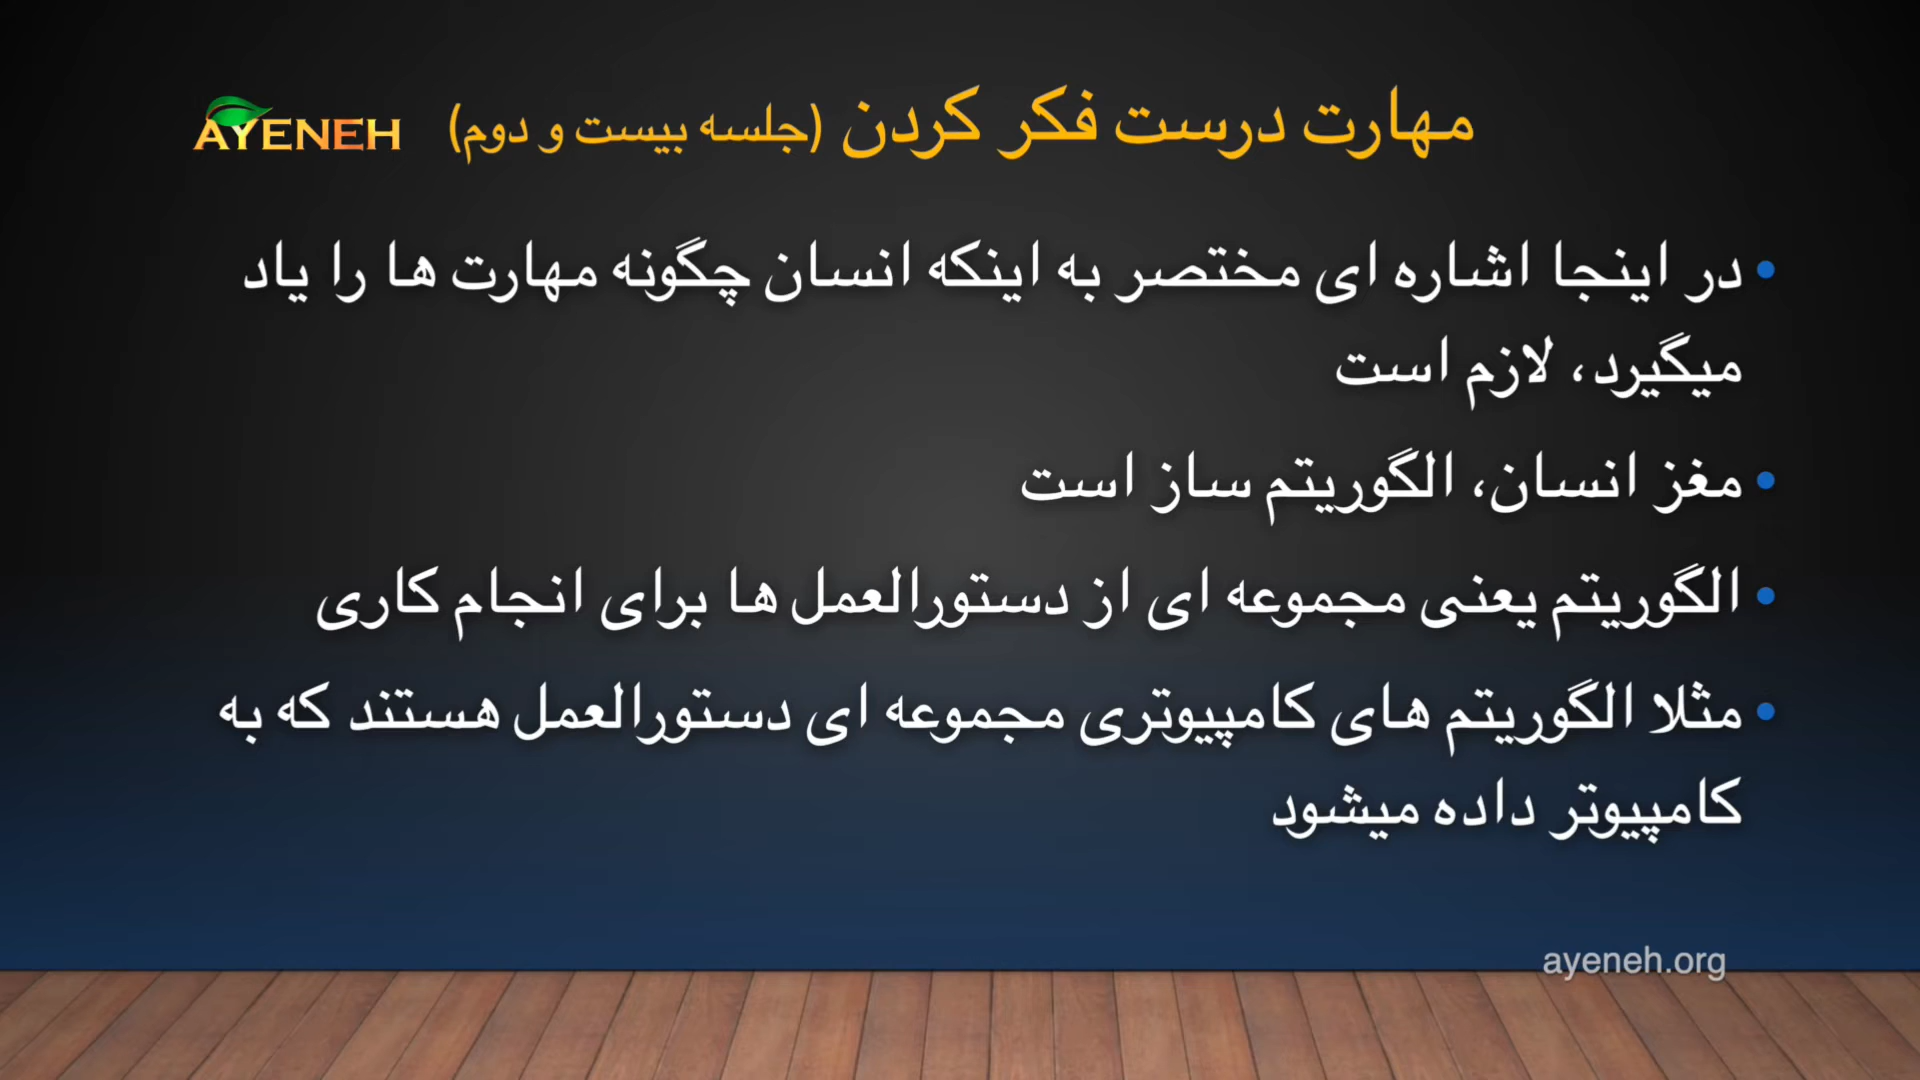 مهارت درست فکر کردن (جلسه بیست و دوم)
AYENEH
در اینجا اشاره ای مختصر به اینکه انسان چگونه مهارت ها را یاد
میگیرد، لازم است
مغز انسان، الگوریتم ساز است
الگوریتم یعنی مجموعه ای از دستورالعمل ها برای انجام کاری
مثلا الگوریتم های کامپیوتری مجموعه ای دستورالعمل هستند که به
کامپیوتر داده میشود
ayeneh.org